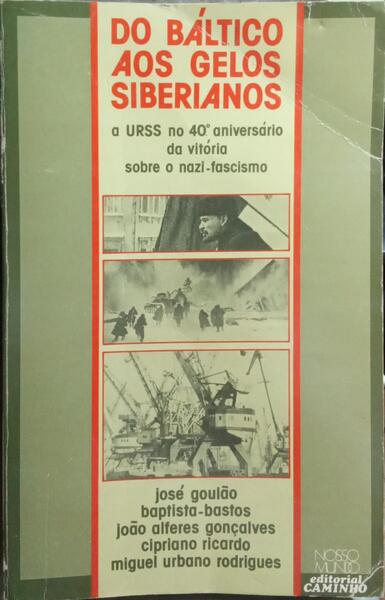 DO BÁLTICO
AOS GELOS
SIBERIANOS
a URSS no 40º aniversário
da vitória
sobre o nazi-fascismo
josé goulão
baptista-bastos
joão alferes gonçalves
cipriano ricardo
miguel urbano rodrigues
NOSSO
MUNDO
editorial
CAMINHO